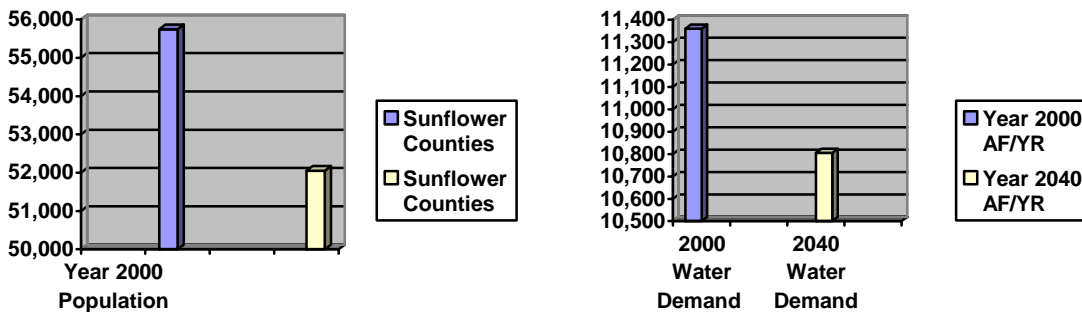 56,000
55,000
54,000
53,000
52,000
51,000
50,000
Year 2000
Population
Sunflower
Counties
Sunflower
Counties
11,400
11,300
11,200
11,100
11,000
10,900
10,800
10,700
10,600
10,500
2000
Water
Demand
2040
Water
Demand
Year 2000
AF/YR
Year 2040
AF/YR